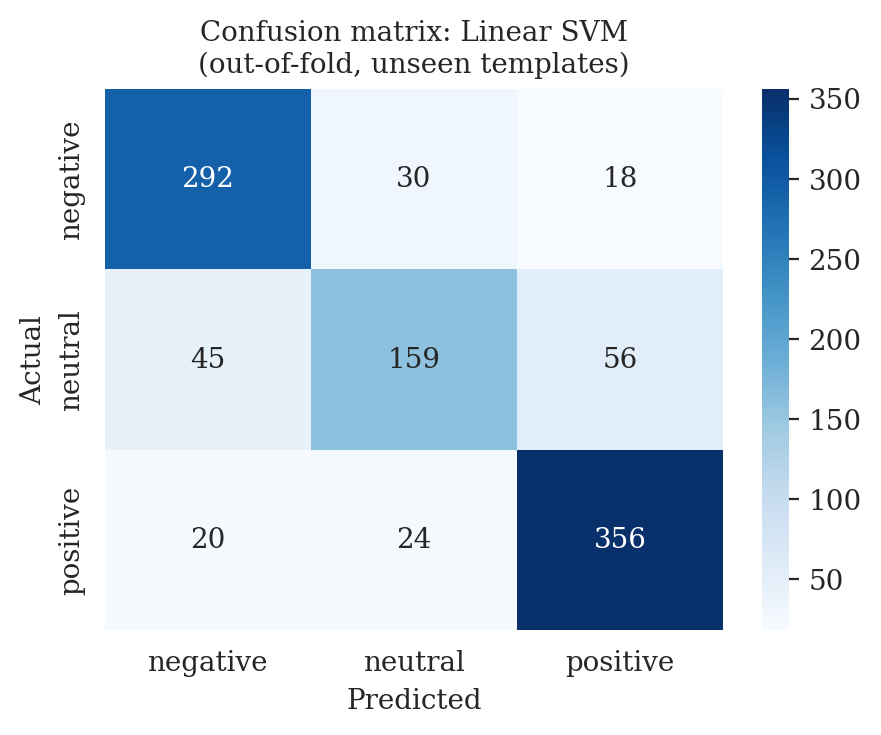 Confusion matrix: Linear SVM
(out-of-fold, unseen templates)
Actual
negative
292 30 18
neutral
45 159 56
positive
20 24 356
negative neutral positive
Predicted
350
300
250
200
150
100
50